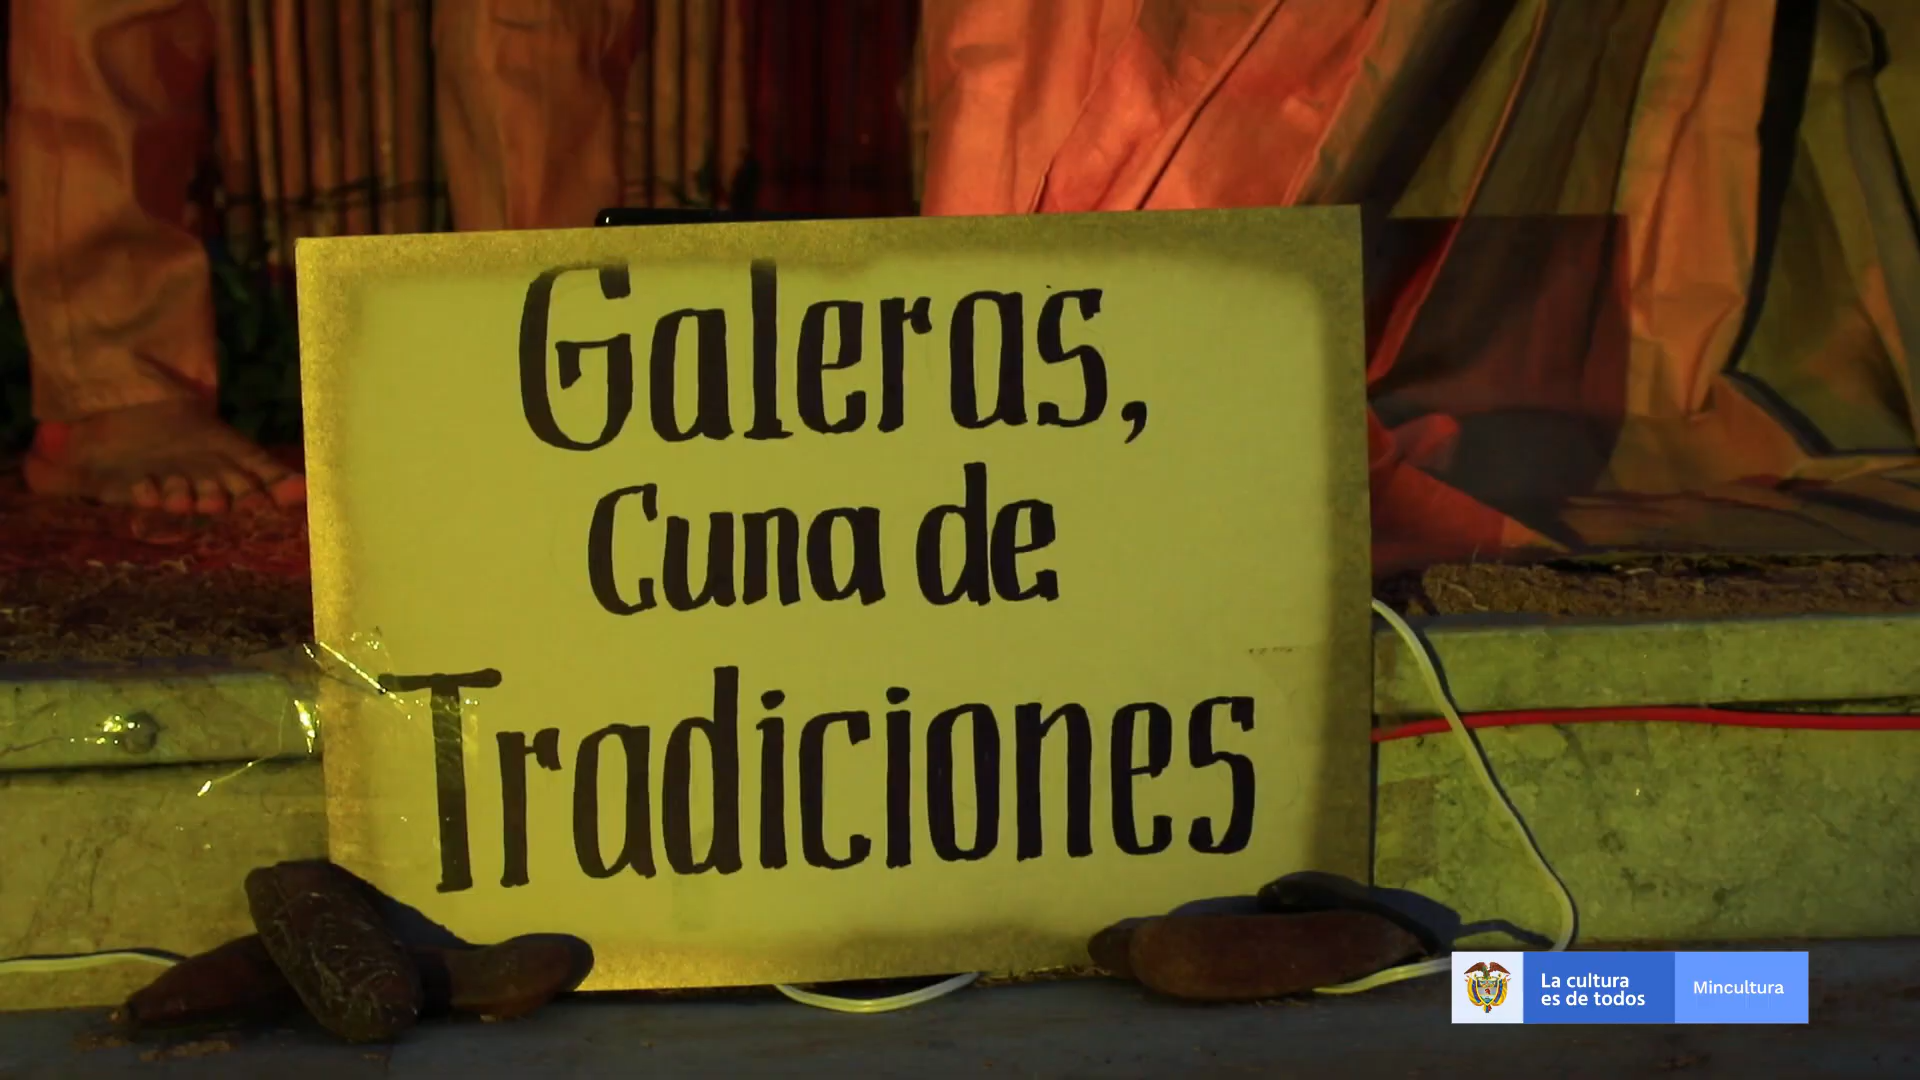 Galeras,
Cuna de
Tradiciones
La cultura
es de todos
Mincultura